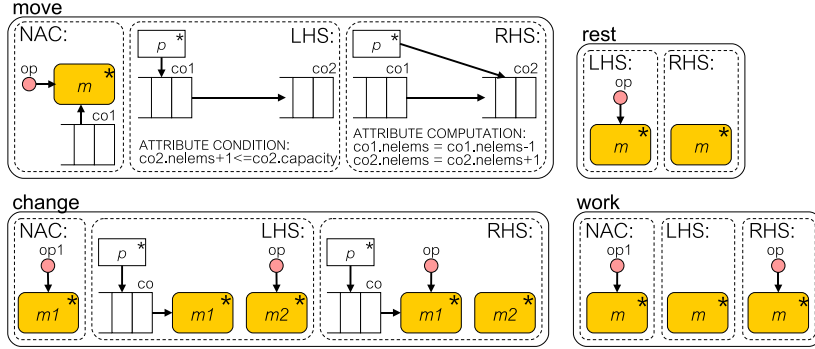 move
NAC:
op
m
*
co1
LHS:
p
*
co1
co2
ATTRIBUTE CONDITION:
co2.nelems+1<=co2.capacity
RHS:
p
*
co1
co2
ATTRIBUTE COMPUTATION:
co1.nelems = co1.nelems-1
co2.nelems = co2.nelems+1
rest
LHS:
op
m
*
RHS:
m
*
change
NAC:
op1
m1
*
LHS:
p
*
co
op
m1
*
m2
*
RHS:
p
*
co
op
m1
*
m2
*
work
NAC:
op1
m
*
LHS:
m
*
RHS:
op
m
*